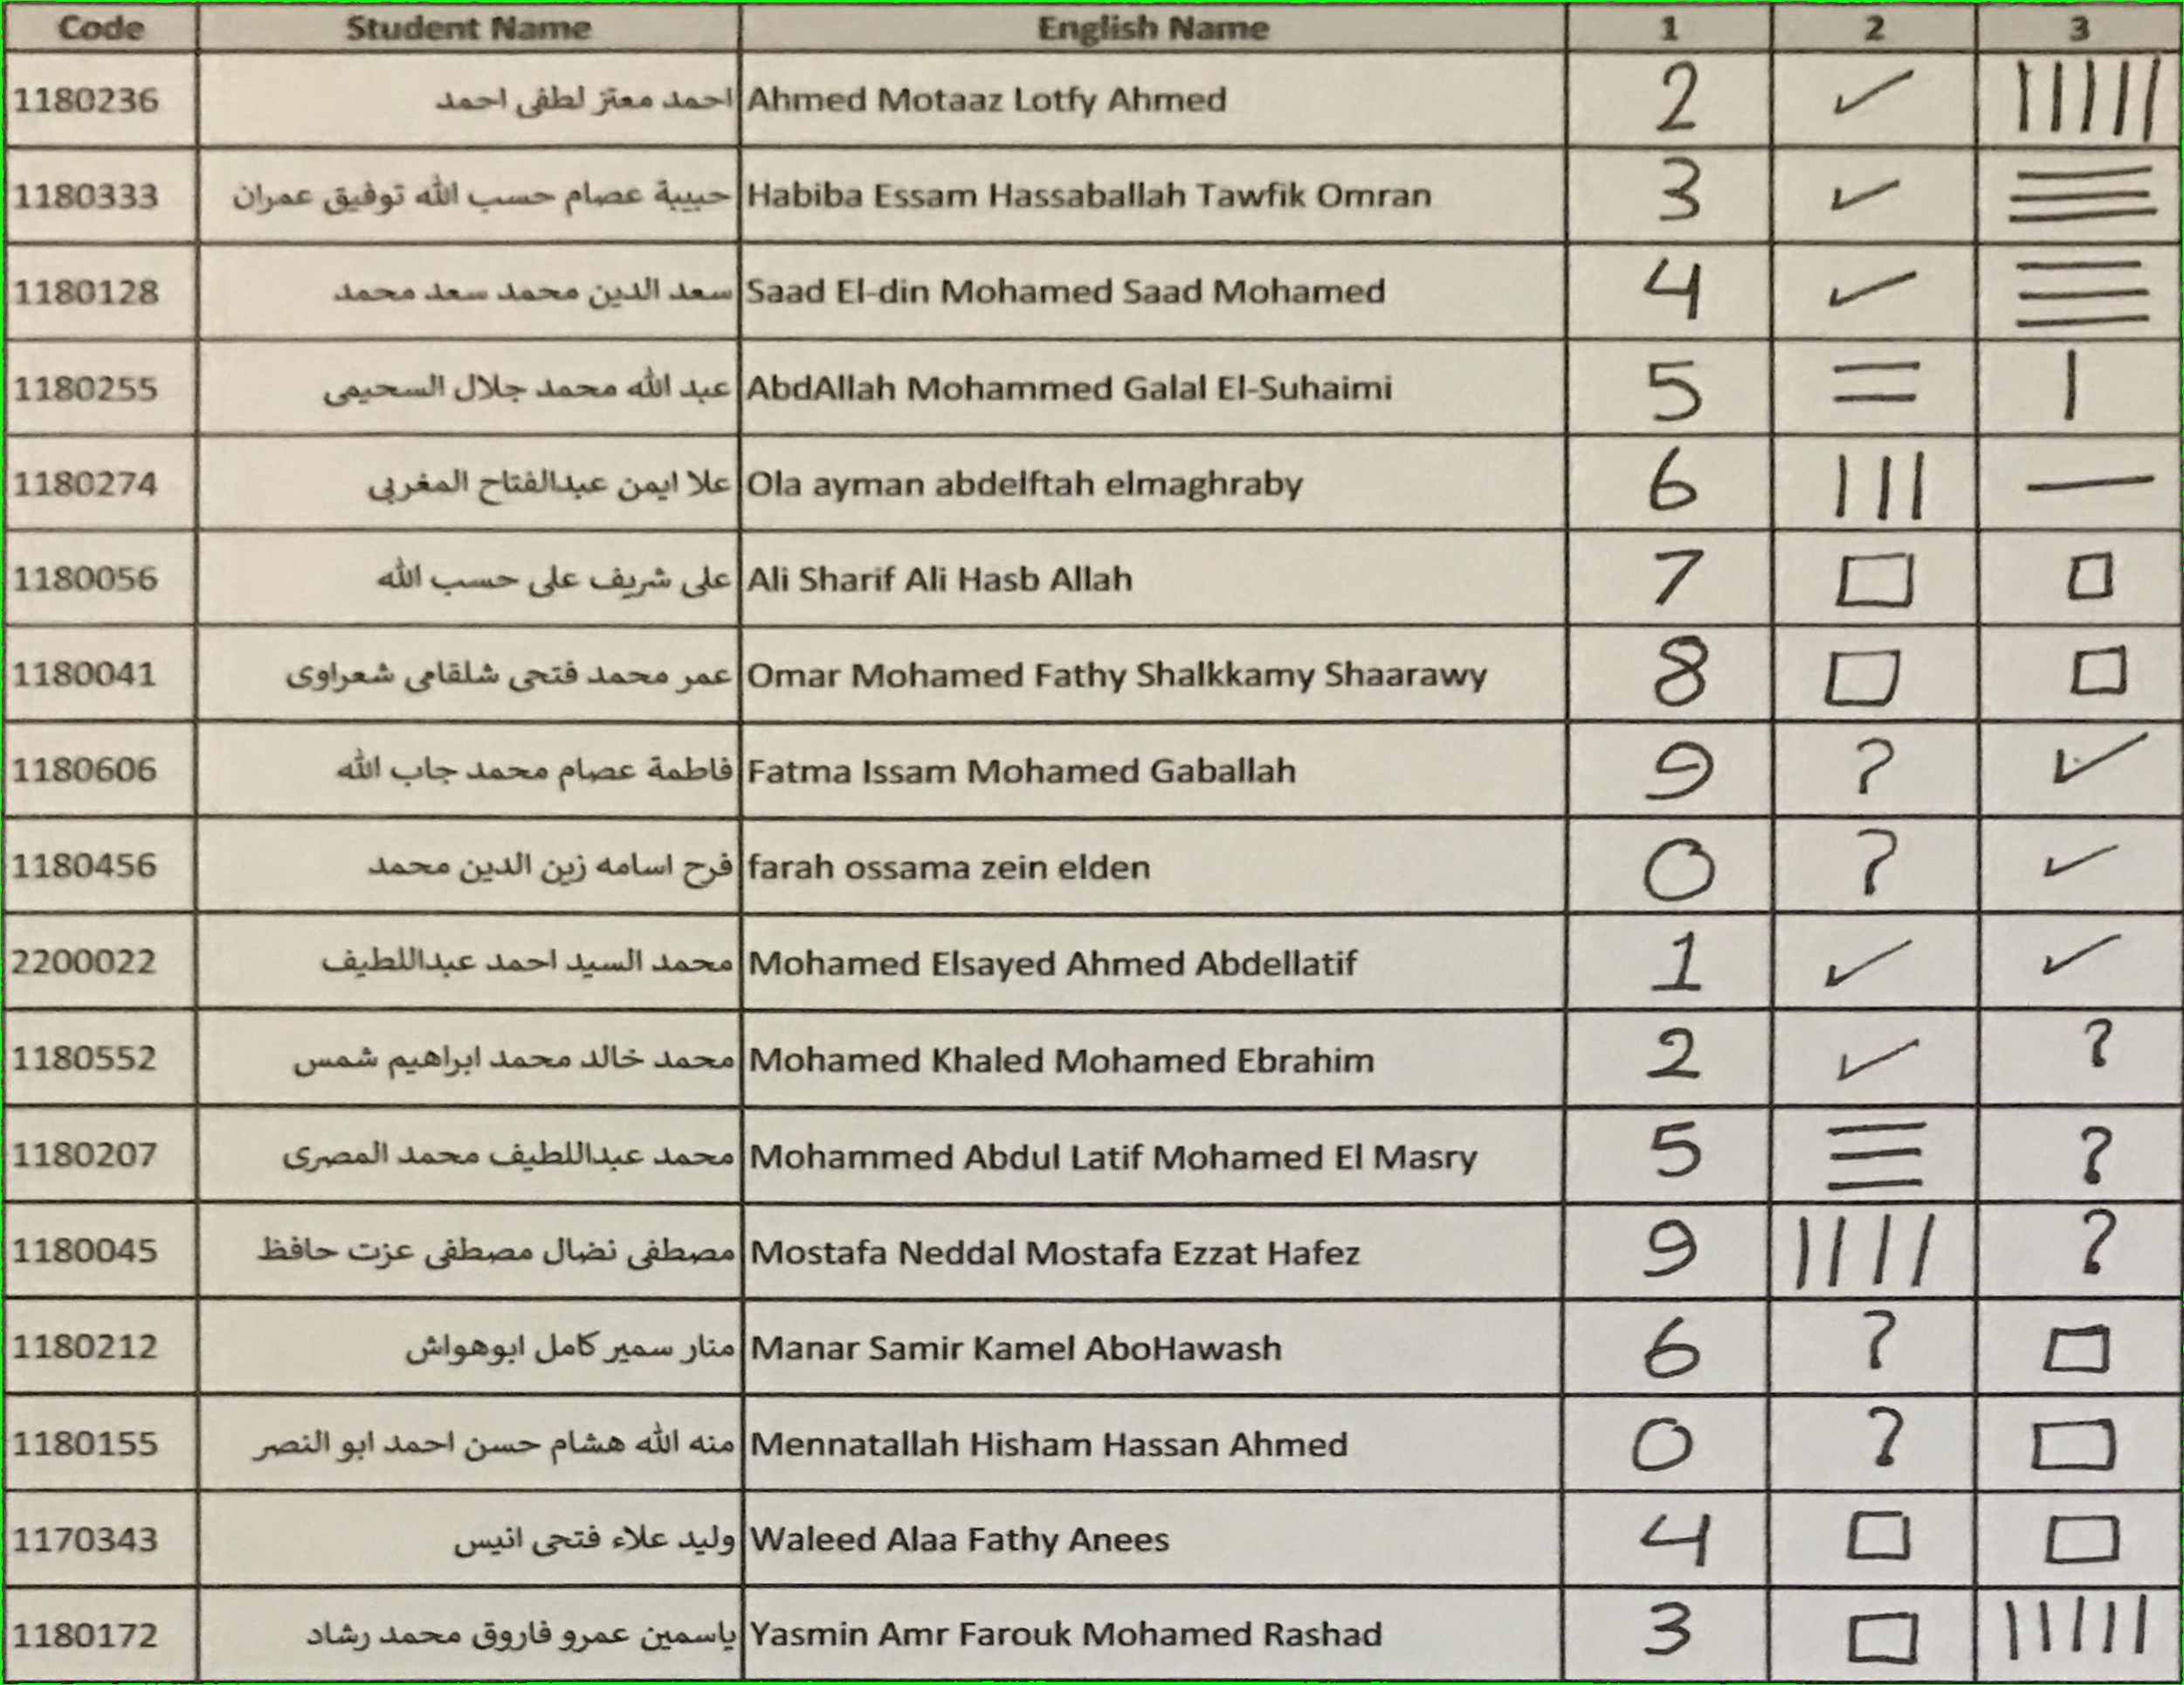 Code Student Name English Name 1 2 3
1180236 احمد معتز لطفى احمد Ahmed Motaaz Lotfy Ahmed 2 ✓ |||||
1180333 حبيبة عصام حسب الله توفيق عمران Habiba Essam Hassaballah Tawfik Omran 3 ✓ ☰
1180128 سعد الدين محمد سعد محمد Saad El-din Mohamed Saad Mohamed 4 ✓ ☰
1180255 عبد الله محمد جلال السحيمى AbdAllah Mohammed Galal El-Suhaimi 5 = |
1180274 علا ايمن عبدالفتاح المغربى Ola ayman abdelftah elmaghraby 6 ||| —
1180056 على شريف على حسب الله Ali Sharif Ali Hasb Allah 7 □ □
1180041 عمر محمد فتحى شلقامى شعراوى Omar Mohamed Fathy Shalkkamy Shaarawy 8 □ □
1180606 فاطمة عصام محمد جاب الله Fatma Issam Mohamed Gaballah 9 ? ✓
1180456 فرح اسامه زين الدين محمد farah ossama zein elden 0 ? ✓
2200022 محمد السيد احمد عبداللطيف Mohamed Elsayed Ahmed Abdellatif 1 ✓ ✓
1180552 محمد خالد محمد ابراهيم شمس Mohamed Khaled Mohamed Ebrahim 2 ✓ ?
1180207 محمد عبداللطيف محمد المصرى Mohammed Abdul Latif Mohamed El Masry 5 ☰ ?
1180045 مصطفى نضال مصطفى عزت حافظ Mostafa Neddal Mostafa Ezzat Hafez 9 |||| ?
1180212 منار سمير كامل ابوهواش Manar Samir Kamel AboHawash 6 ? □
1180155 منه الله هشام حسن احمد ابو النصر Mennatallah Hisham Hassan Ahmed 0 ? □
1170343 وليد علاء فتحى انيس Waleed Alaa Fathy Anees 4 □ □
1180172 ياسمين عمرو فاروق محمد رشاد Yasmin Amr Farouk Mohamed Rashad 3 □ |||||